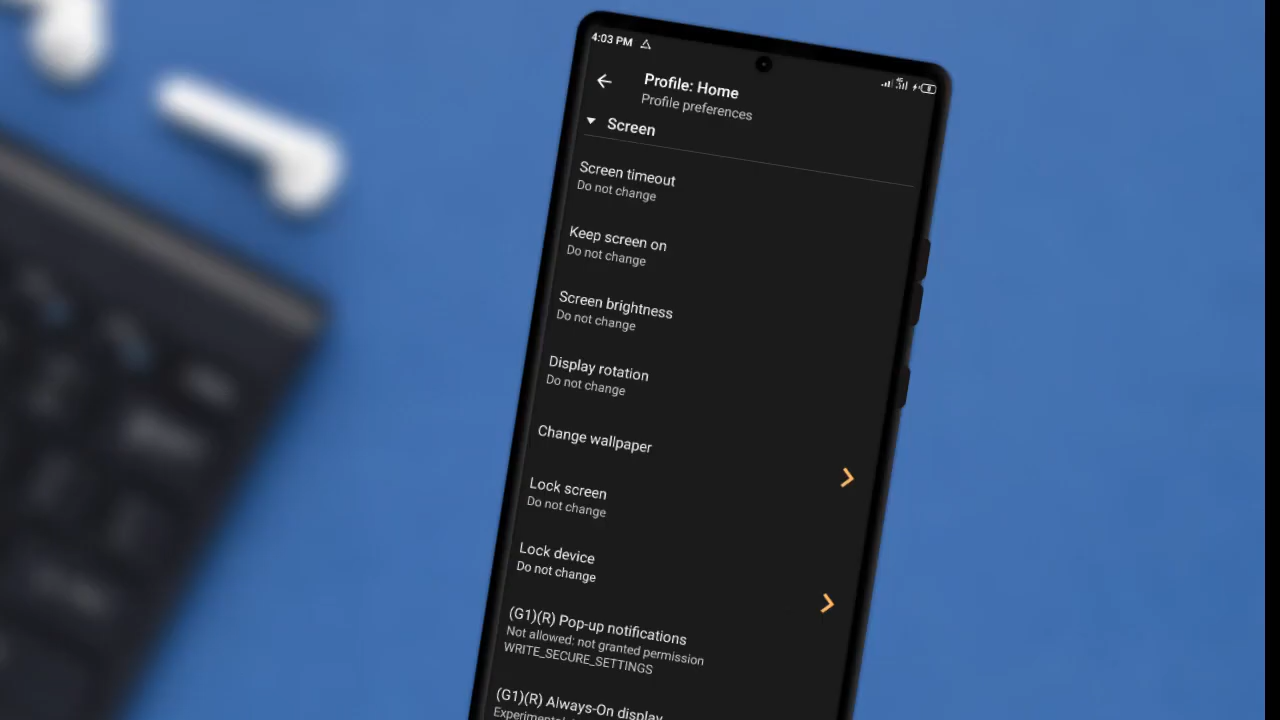 4:03 PM
Profile: Home
Profile preferences
Screen
Screen timeout
Do not change
Keep screen on
Do not change
Screen brightness
Do not change
Display rotation
Do not change
Change wallpaper
Lock screen
Do not change
Lock device
Do not change
(G1)(R) Pop-up notifications
Not allowed: not granted permission
WRITE_SECURE_SETTINGS
(G1)(R) Always-On display